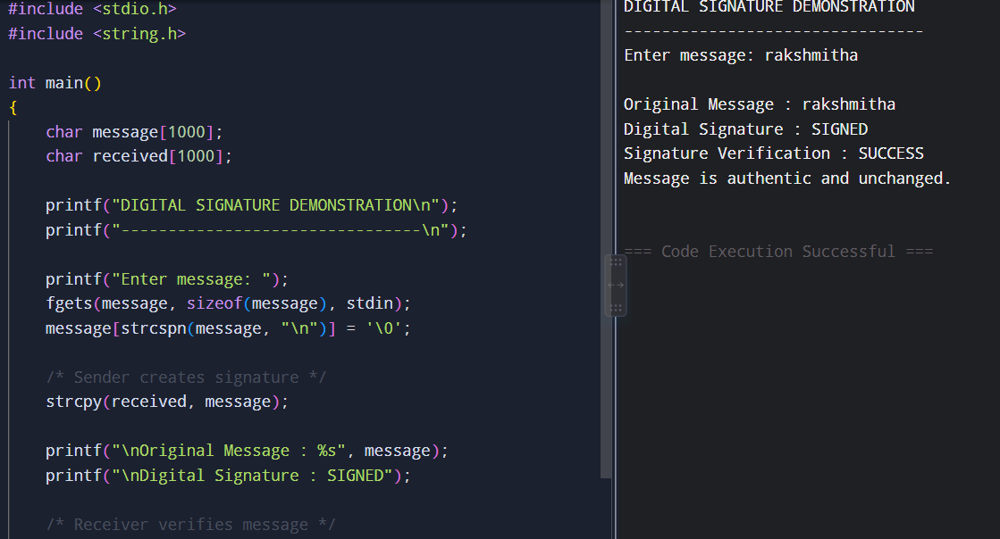 #include <stdio.h>
#include <string.h>
int main()
{
    char message[1000];
    char received[1000];
    printf("DIGITAL SIGNATURE DEMONSTRATION\n");
    printf("--------------------------------\n");
    printf("Enter message: ");
    fgets(message, sizeof(message), stdin);
    message[strcspn(message, "\n")] = '\0';
    /* Sender creates signature */
    strcpy(received, message);
    printf("\nOriginal Message : %s", message);
    printf("\nDigital Signature : SIGNED");
    /* Receiver verifies message */
DIGITAL SIGNATURE DEMONSTRATION
--------------------------------
Enter message: rakshmitha
Original Message : rakshmitha
Digital Signature : SIGNED
Signature Verification : SUCCESS
Message is authentic and unchanged.
=== Code Execution Successful ===